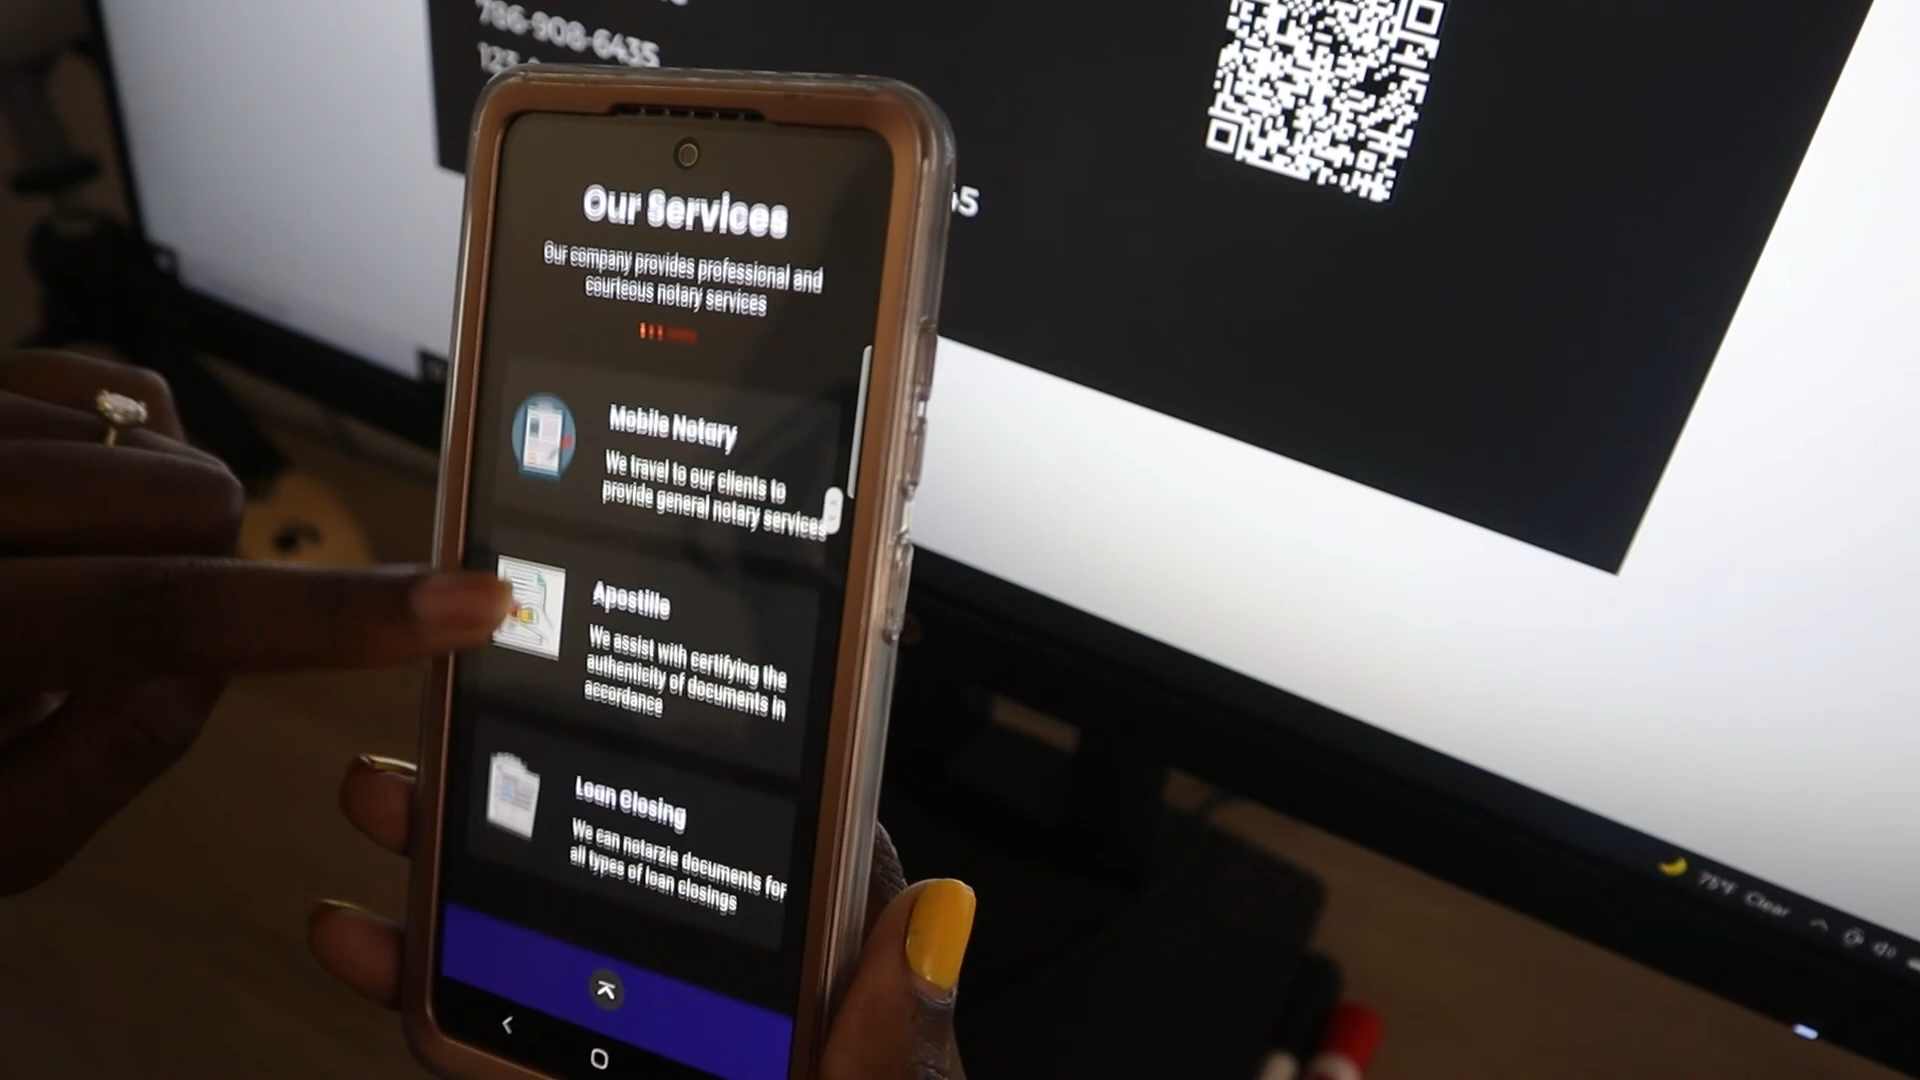 786-908-6435
123
45
Our Services
Our company provides professional and
courteous notary services
Mobile Notary
We travel to our clients to
provide general notary services
Apostille
We assist with certifying the
authenticity of documents in
accordance
Loan Closing
We can notarzie documents for
all types of loan closings
75°F Clear